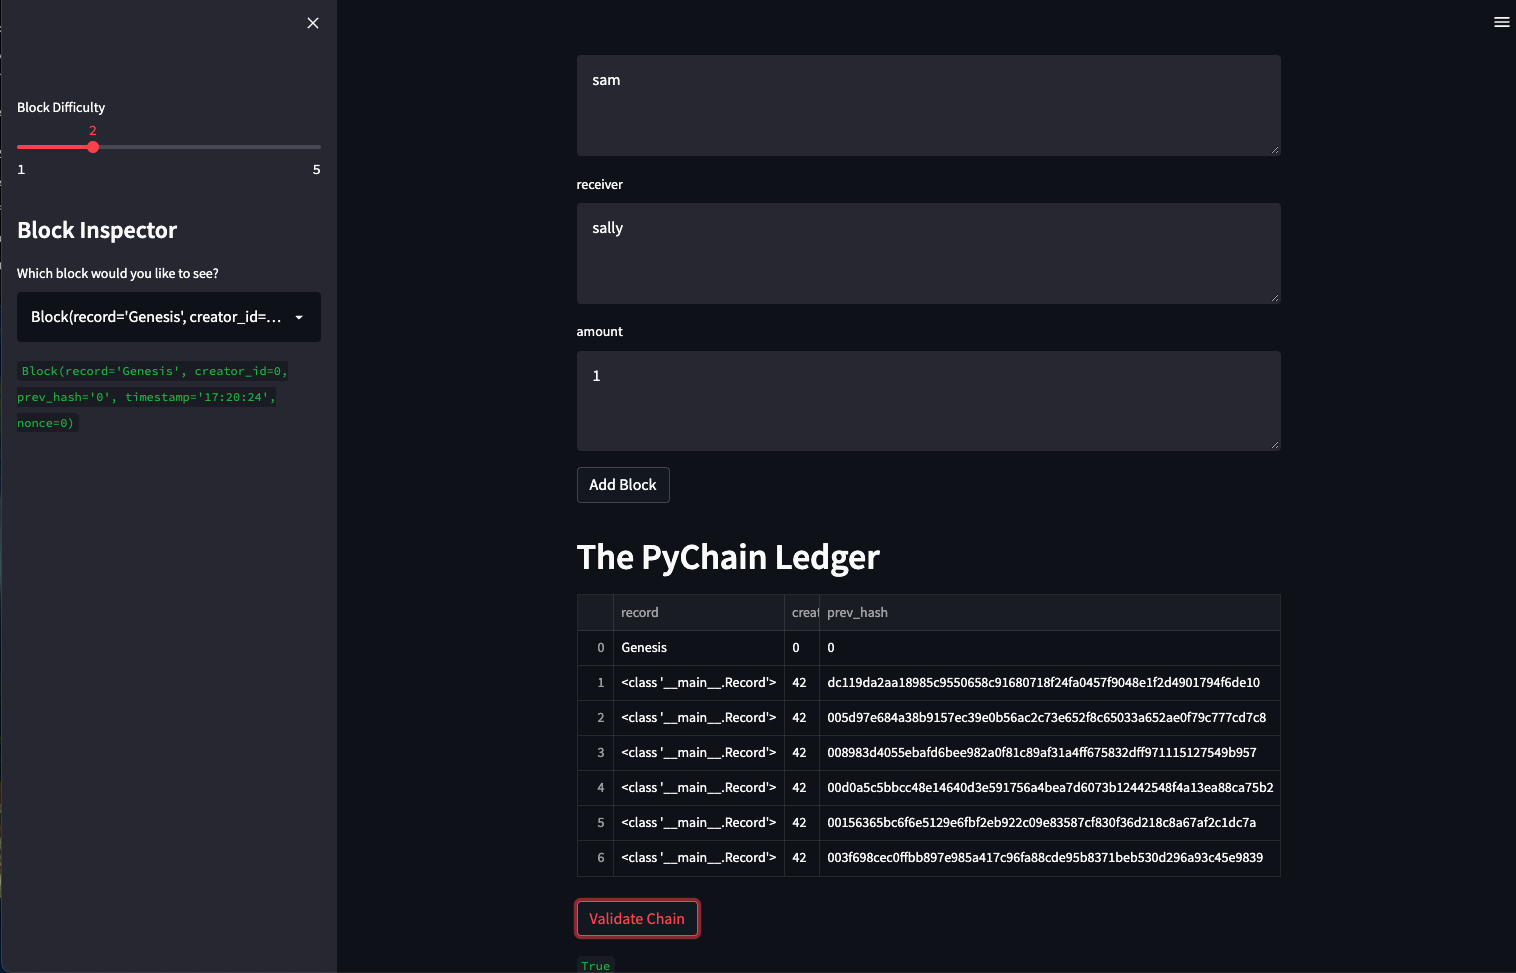 Block Difficulty
2
1 5
Block Inspector
Which block would you like to see?
Block(record='Genesis', creator_id=...
Block(record='Genesis', creator_id=0,
prev_hash='0', timestamp='17:20:24',
nonce=0)
sam
receiver
sally
amount
1
Add Block
The PyChain Ledger
record creat prev_hash
0 Genesis 0 0
1 <class '__main__.Record'> 42 dc119da2aa18985c9550658c91680718f24fa0457f9048e1f2d4901794f6de10
2 <class '__main__.Record'> 42 005d97e684a38b9157ec39e0b56ac2c73e652f8c65033a652ae0f79c777cd7c8
3 <class '__main__.Record'> 42 008983d4055ebafd6bee982a0f81c89af31a4ff675832dff971115127549b957
4 <class '__main__.Record'> 42 00d0a5c5bbcc48e14640d3e591756a4bea7d6073b12442548f4a13ea88ca75b2
5 <class '__main__.Record'> 42 00156365bc6f6e5129e6fbf2eb922c09e83587cf830f36d218c8a67af2c1dc7a
6 <class '__main__.Record'> 42 003f698cec0ffbb897e985a417c96fa88cde95b8371beb530d296a93c45e9839
Validate Chain
True